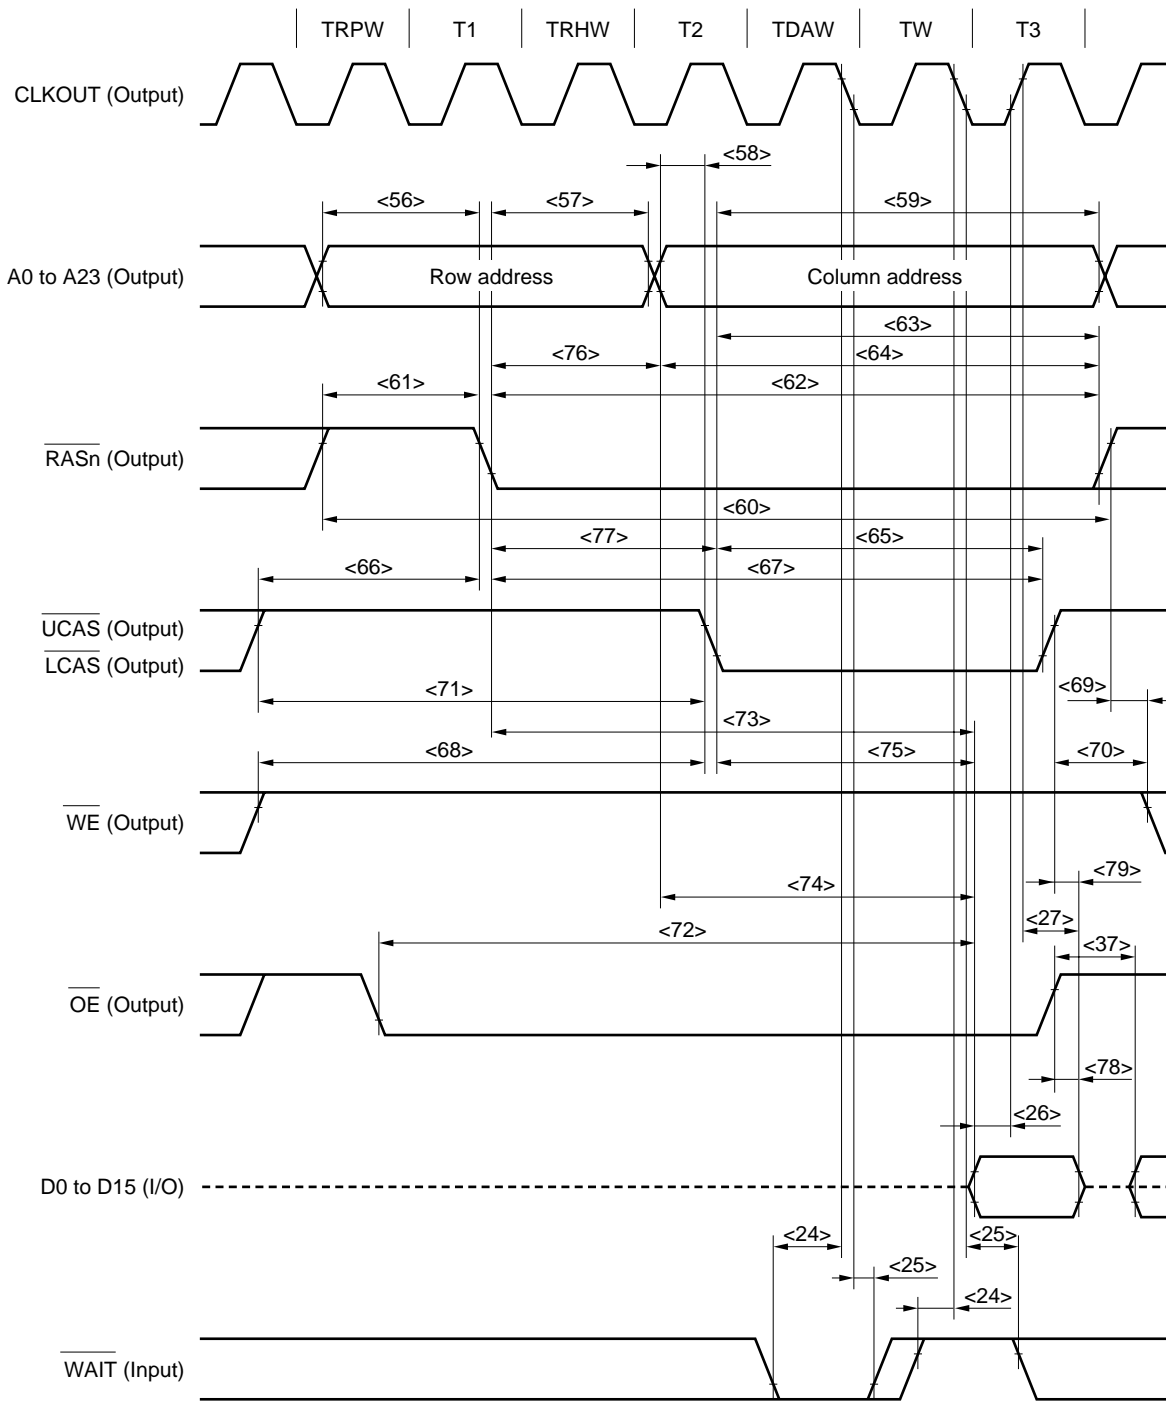 TRPW T1 TRHW T2 TDAW TW T3
CLKOUT (Output)
<58>
<56> <57> <59>
A0 to A23 (Output) Row address Column address
<63>
<76> <64>
<61> <62>
RASn (Output)
<60>
<77> <65>
<66> <67>
UCAS (Output)
LCAS (Output)
<71> <69>
<73>
<68> <75> <70>
WE (Output)
<79>
<74>
<72> <27>
<37>
OE (Output)
<78>
<26>
D0 to D15 (I/O)
<24> <25>
<25>
<24>
WAIT (Input)